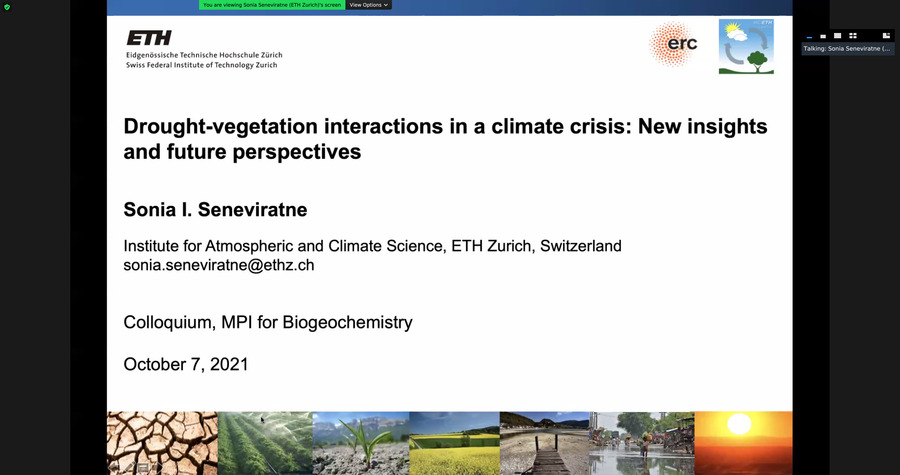 You are viewing Sonia Seneviratne (ETH Zurich)'s screen
View Options
ETH
Eidgenössische Technische Hochschule Zürich
Swiss Federal Institute of Technology Zurich
erc
ETH
Talking: Sonia Seneviratne (...
Drought-vegetation interactions in a climate crisis: New insights
and future perspectives
Sonia I. Seneviratne
Institute for Atmospheric and Climate Science, ETH Zurich, Switzerland
sonia.seneviratne@ethz.ch
Colloquium, MPI for Biogeochemistry
October 7, 2021